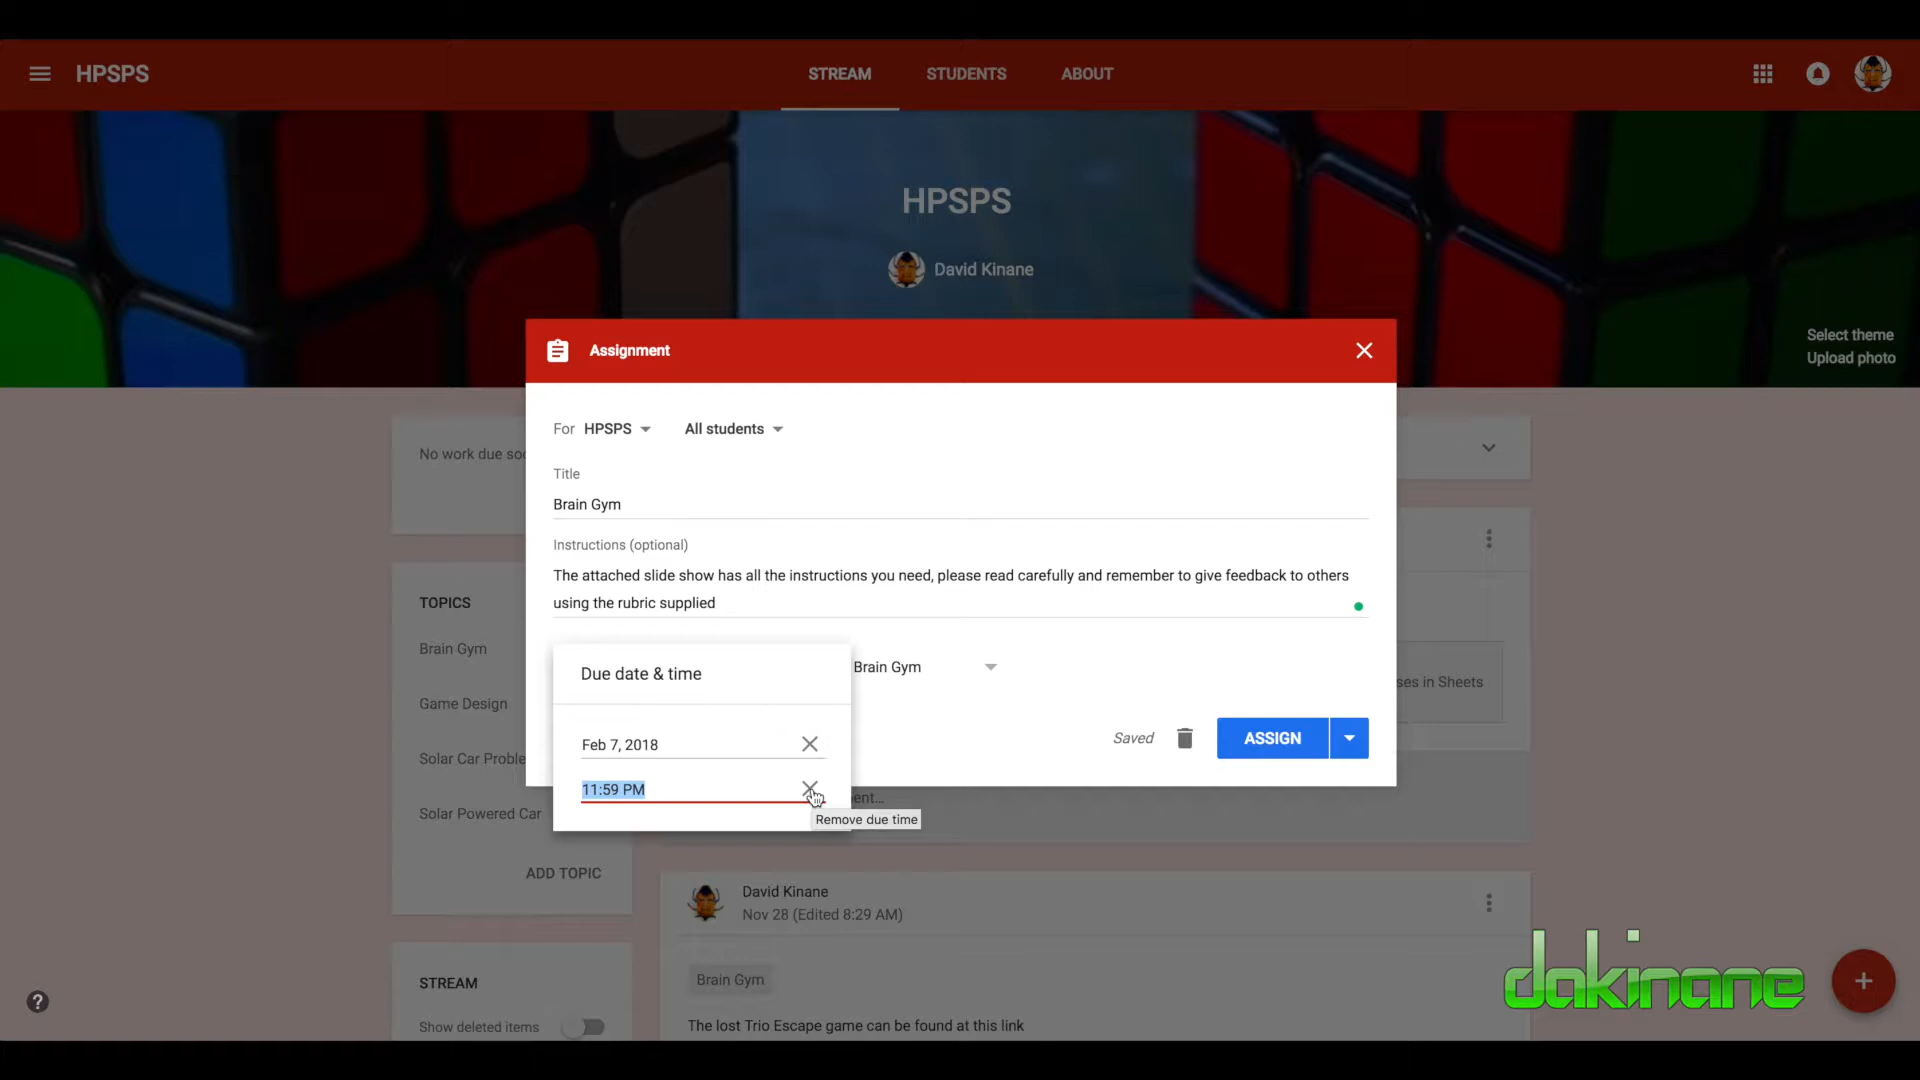 HPSPS
STREAM
STUDENTS
ABOUT
HPSPS
David Kinane
Select theme
Upload photo
Assignment
For HPSPS
All students
Title
Brain Gym
Instructions (optional)
The attached slide show has all the instructions you need, please read carefully and remember to give feedback to others
using the rubric supplied
No work due soo
TOPICS
Brain Gym
Game Design
Solar Car Proble
Solar Powered Car
ADD TOPIC
Due date & time
Feb 7, 2018
11:59 PM
Remove due time
Brain Gym
ses in Sheets
Saved
ASSIGN
ent...
David Kinane
Nov 28 (Edited 8:29 AM)
Brain Gym
The lost Trio Escape game can be found at this link
STREAM
Show deleted items
dakinane